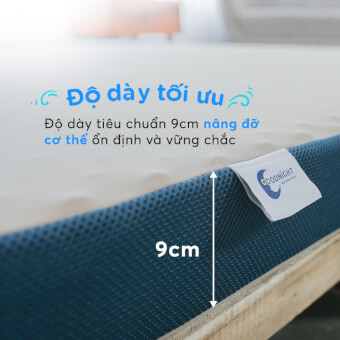 Độ dày tối ưu
Độ dày tiêu chuẩn 9cm nâng đỡ
cơ thể ổn định và vững chắc
GOODNIGHT
9cm